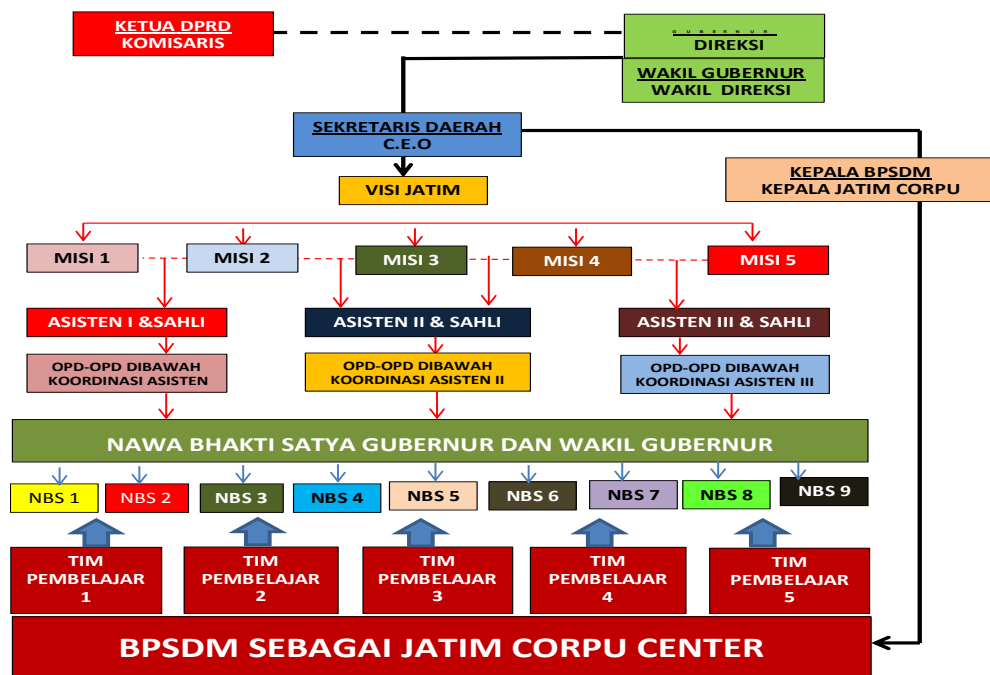 KETUA DPRD
KOMISARIS
GUBERNUR
DIREKSI
WAKIL GUBERNUR
WAKIL DIREKSI
SEKRETARIS DAERAH
C.E.O
KEPALA BPSDM
KEPALA JATIM CORPU
VISI JATIM
MISI 1
MISI 2
MISI 3
MISI 4
MISI 5
ASISTEN I &SAHLI
ASISTEN II & SAHLI
ASISTEN III & SAHLI
OPD-OPD DIBAWAH
KOORDINASI ASISTEN
OPD-OPD DIBAWAH
KOORDINASI ASISTEN II
OPD-OPD DIBAWAH
KOORDINASI ASISTEN III
NAWA BHAKTI SATYA GUBERNUR DAN WAKIL GUBERNUR
NBS 1
NBS 2
NBS 3
NBS 4
NBS 5
NBS 6
NBS 7
NBS 8
NBS 9
TIM
PEMBELAJAR
1
TIM
PEMBELAJAR
2
TIM
PEMBELAJAR
3
TIM
PEMBELAJAR
4
TIM
PEMBELAJAR
5
BPSDM SEBAGAI JATIM CORPU CENTER